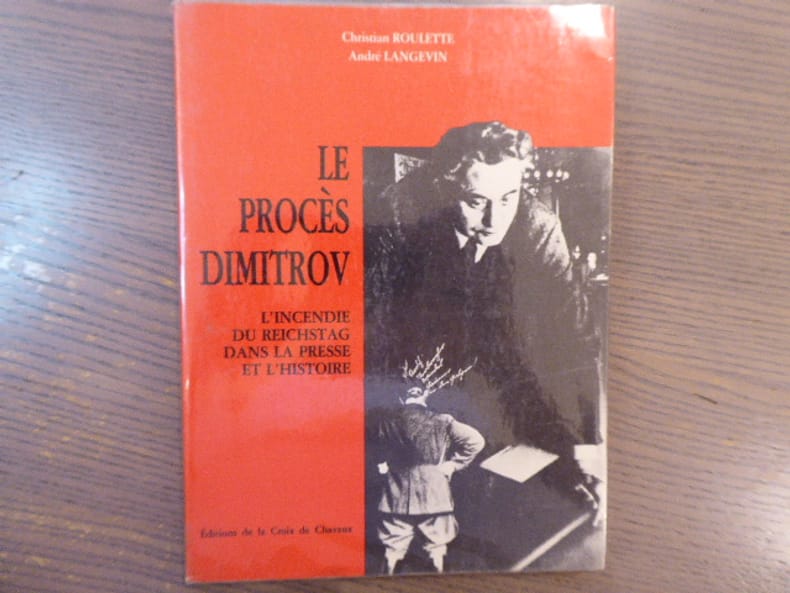 Christian ROULETTE
André LANGEVIN
LE
PROCÈS
DIMITROV
L'INCENDIE
DU REICHSTAG
DANS LA PRESSE
ET L'HISTOIRE
Éditions de la Croix de Chavaux